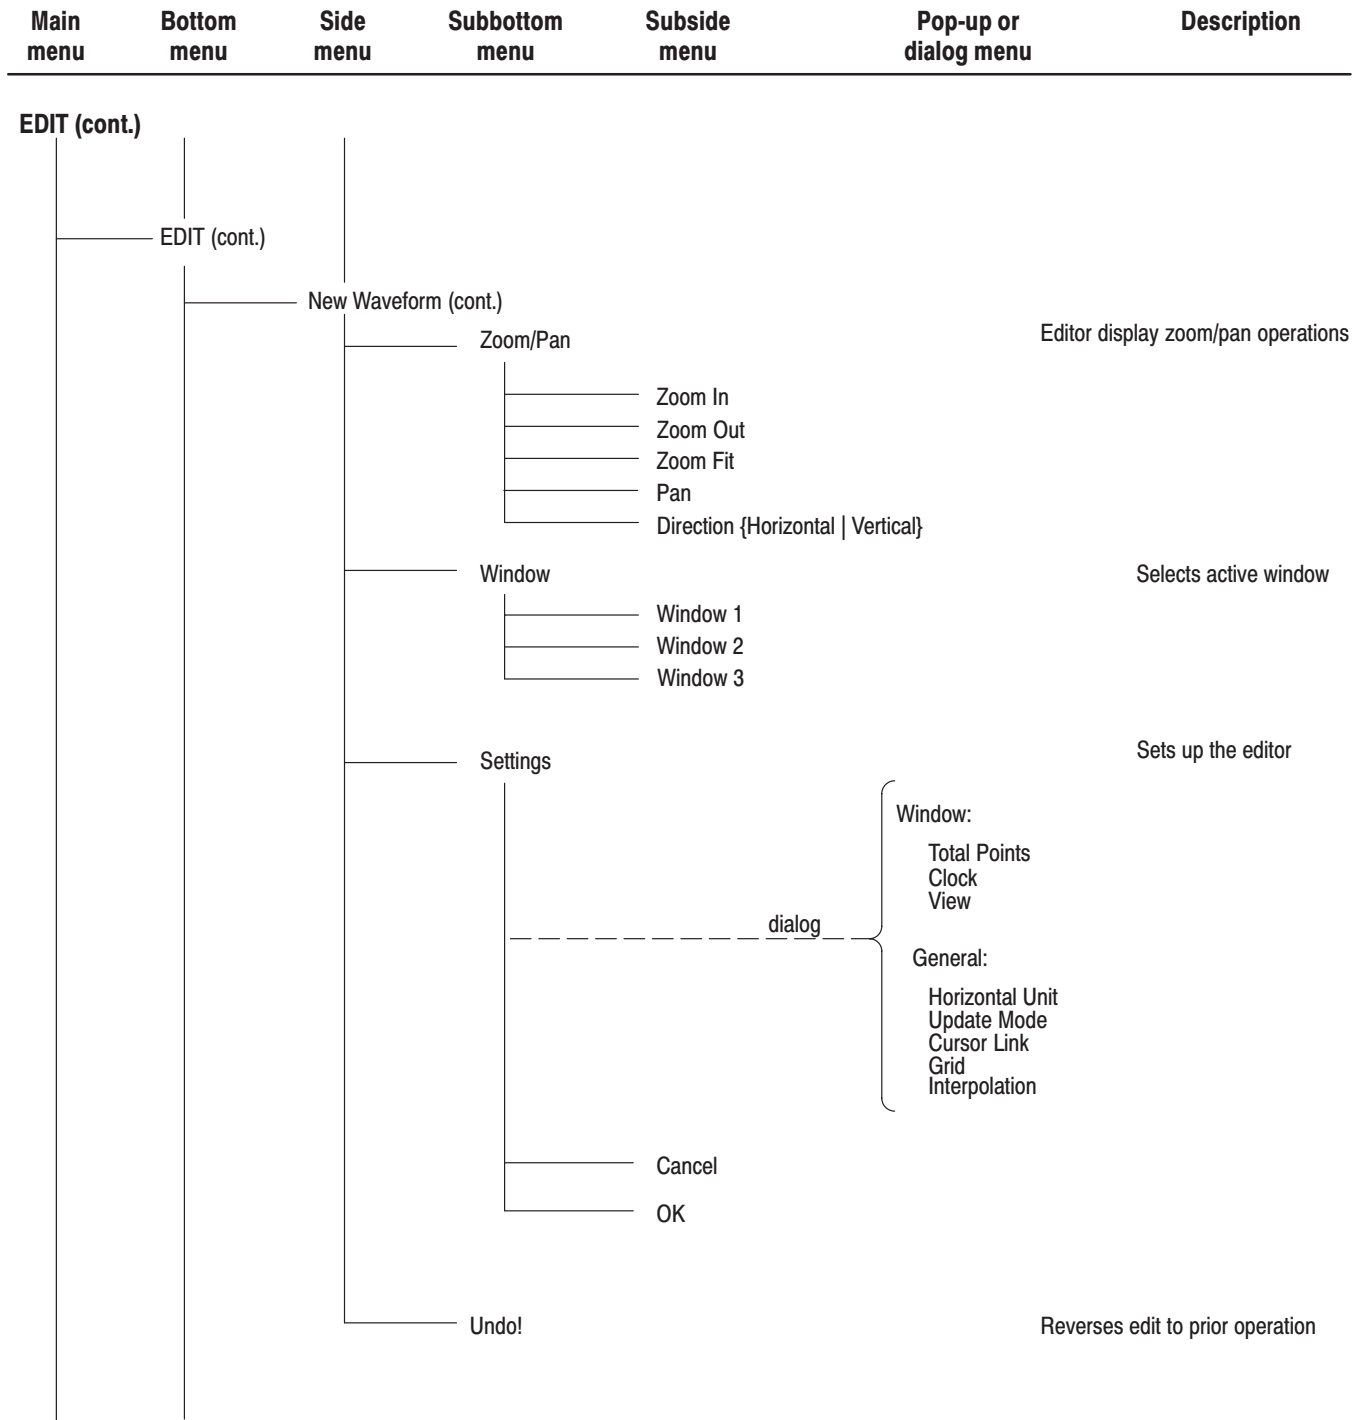 Main menu
Bottom menu
Side menu
Subbottom menu
Subside menu
Pop-up or dialog menu
Description
EDIT (cont.)
EDIT (cont.)
New Waveform (cont.)
Zoom/Pan
Editor display zoom/pan operations
Zoom In
Zoom Out
Zoom Fit
Pan
Direction {Horizontal | Vertical}
Window
Selects active window
Window 1
Window 2
Window 3
Settings
Sets up the editor
Window:
Total Points
Clock
View
dialog
General:
Horizontal Unit
Update Mode
Cursor Link
Grid
Interpolation
Cancel
OK
Undo!
Reverses edit to prior operation